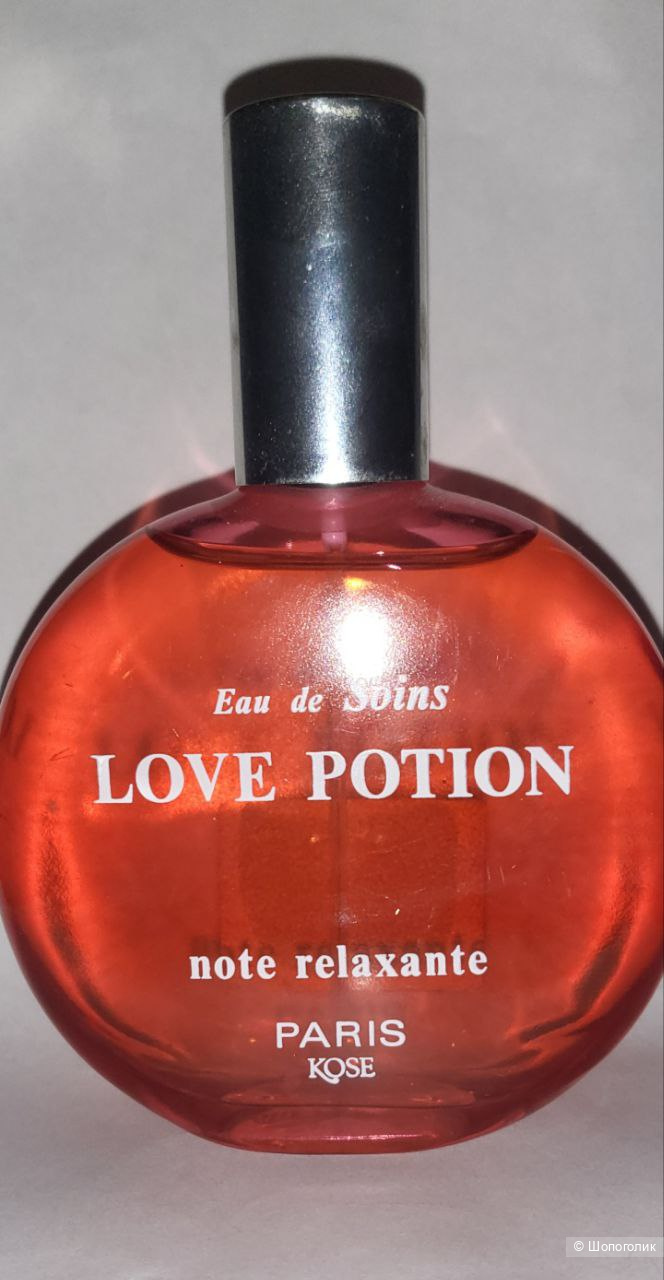 Eau de Soins
LOVE POTION
note relaxante
PARIS
KOSE
© Шопоголик